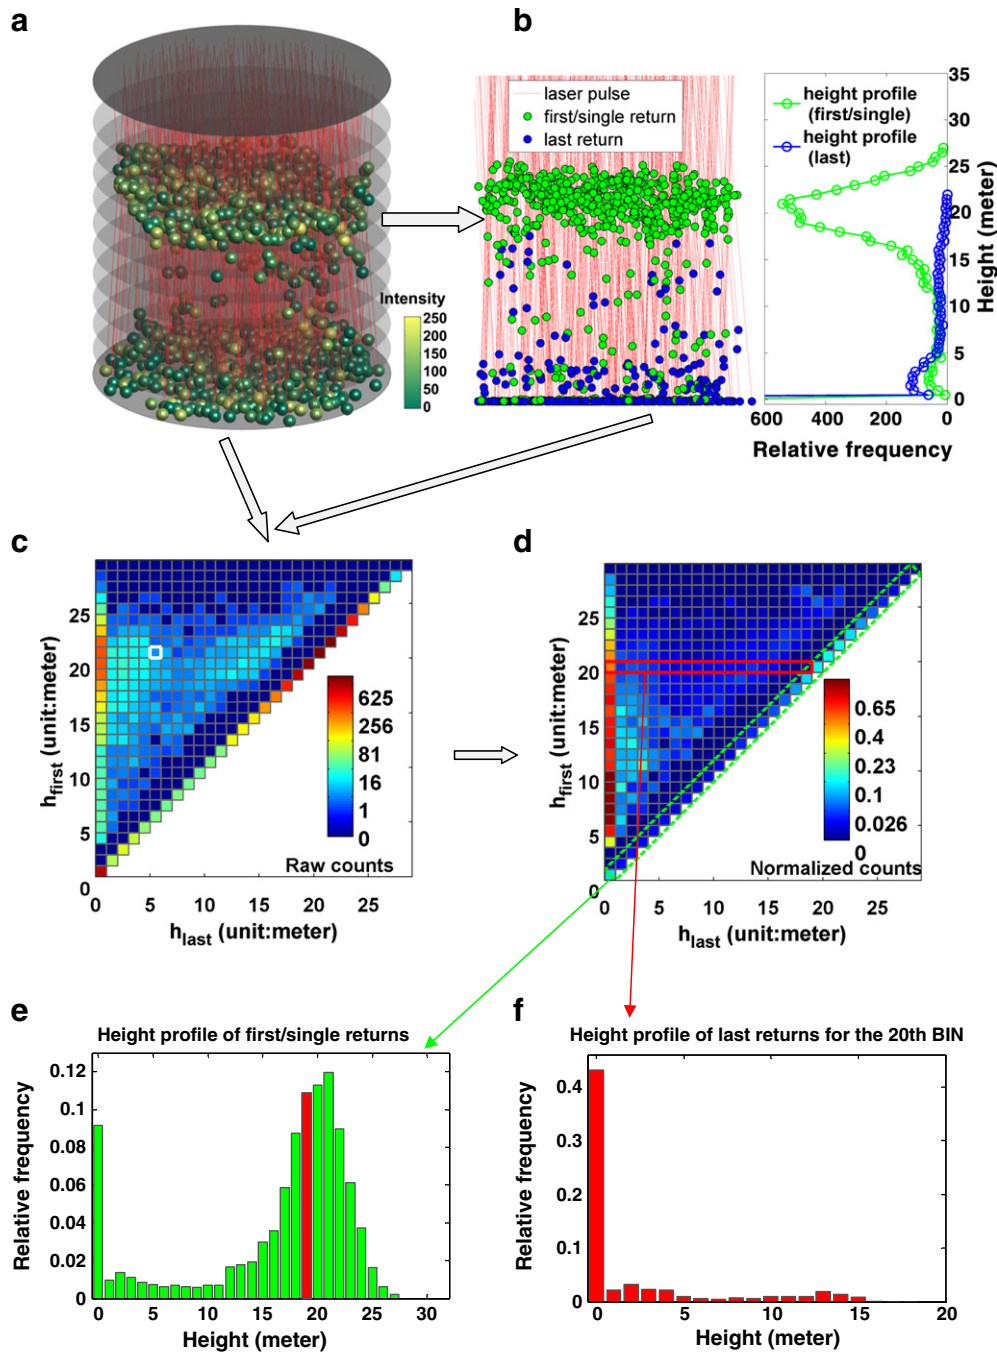 a
Intensity
250
200
150
100
50
0
b
laser pulse
first/single return
last return
height profile
(first/single)
height profile
(last)
35
30
25
20
15
10
5
0
Height (meter)
600 400 200 0
Relative frequency
c
25
20
15
10
5
0
h_first (unit:meter)
0 5 10 15 20 25
h_last (unit:meter)
625
256
81
16
1
0
Raw counts
d
25
20
15
10
5
0
h_first (unit:meter)
0 5 10 15 20 25
h_last (unit:meter)
0.65
0.4
0.23
0.1
0.026
0
Normalized counts
e
Height profile of first/single returns
0.12
0.1
0.08
0.06
0.04
0.02
0
Relative frequency
0 5 10 15 20 25 30
Height (meter)
f
Height profile of last returns for the 20th BIN
0.4
0.3
0.2
0.1
0
Relative frequency
0 5 10 15 20
Height (meter)